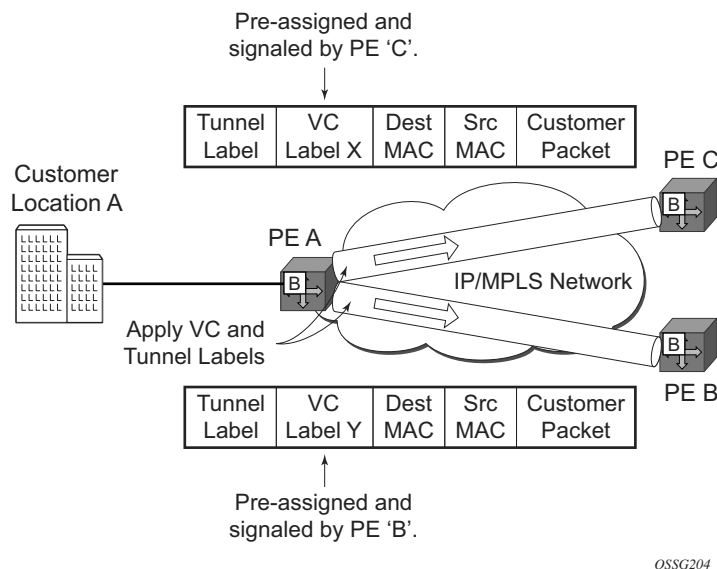 Pre-assigned and
signaled by PE ‘C’.
Tunnel
Label
VC
Label X
Dest
MAC
Src
MAC
Customer
Packet
PE C
Customer
Location A
B
PE A
B
IP/MPLS Network
Apply VC and
Tunnel Labels
B
PE B
Tunnel
Label
VC
Label Y
Dest
MAC
Src
MAC
Customer
Packet
Pre-assigned and
signaled by PE ‘B’.
OSSG204